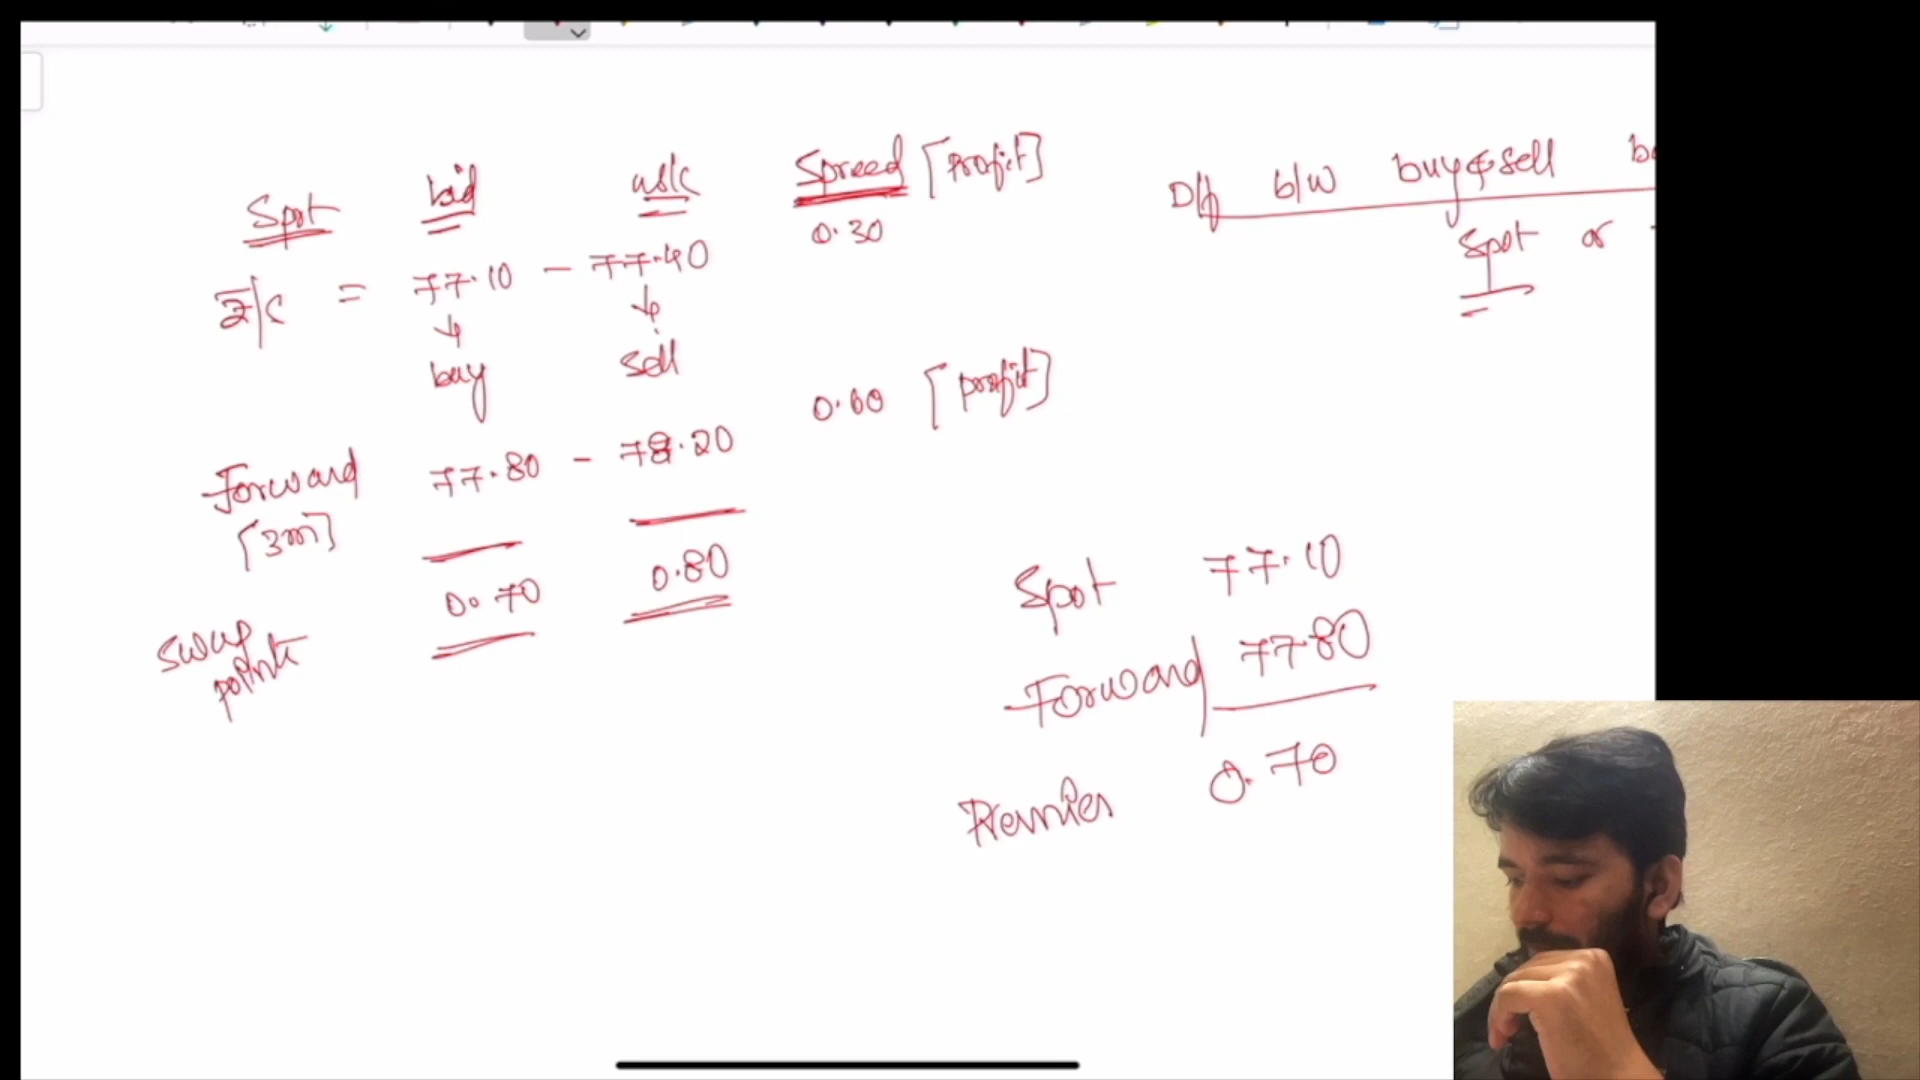 Spot bid ask Spread [Profit]
₹/$ = 77.10 - 77.40 0.30
buy sell
Forward 77.80 - 78.20 0.60 [Profit]
[3m]
swap points 0.70 0.80
Diff b/w buy & sell
Spot or
Spot 77.10
Forward 77.80
0.70